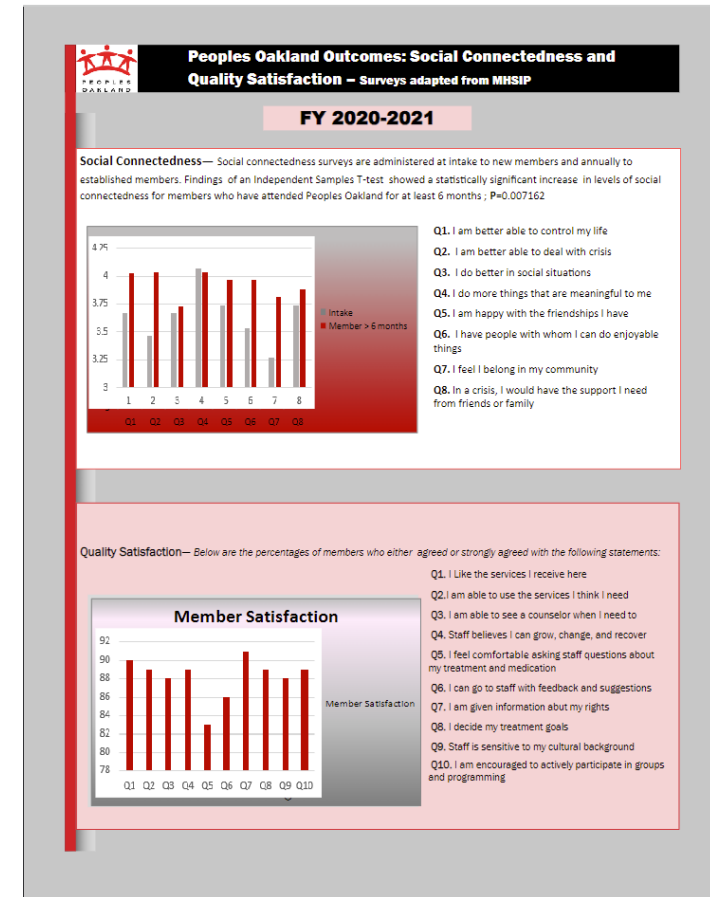 PEOPLES
OAKLAND
Peoples Oakland Outcomes: Social Connectedness and
Quality Satisfaction – Surveys adapted from MHSIP
FY 2020-2021
Social Connectedness— Social connectedness surveys are administered at intake to new members and annually to
established members. Findings of an Independent Samples T-test showed a statistically significant increase in levels of social
connectedness for members who have attended Peoples Oakland for at least 6 months ; P=0.007162
4.25
4
3.75
3.5
3.25
3
1 2 3 4 5 6 7 8
Q1 Q2 Q3 Q4 Q5 Q6 Q7 Q8
Intake
Member > 6 months
Q1. I am better able to control my life
Q2. I am better able to deal with crisis
Q3. I do better in social situations
Q4. I do more things that are meaningful to me
Q5. I am happy with the friendships I have
Q6. I have people with whom I can do enjoyable
things
Q7. I feel I belong in my community
Q8. In a crisis, I would have the support I need
from friends or family
Quality Satisfaction— Below are the percentages of members who either agreed or strongly agreed with the following statements:
Member Satisfaction
92
90
88
86
84
82
80
78
Q1 Q2 Q3 Q4 Q5 Q6 Q7 Q8 Q9 Q10
Member Satisfaction
Q1. I Like the services I receive here
Q2.I am able to use the services I think I need
Q3. I am able to see a counselor when I need to
Q4. Staff believes I can grow, change, and recover
Q5. I feel comfortable asking staff questions about
my treatment and medication
Q6. I can go to staff with feedback and suggestions
Q7. I am given information abut my rights
Q8. I decide my treatment goals
Q9. Staff is sensitive to my cultural background
Q10. I am encouraged to actively participate in groups
and programming